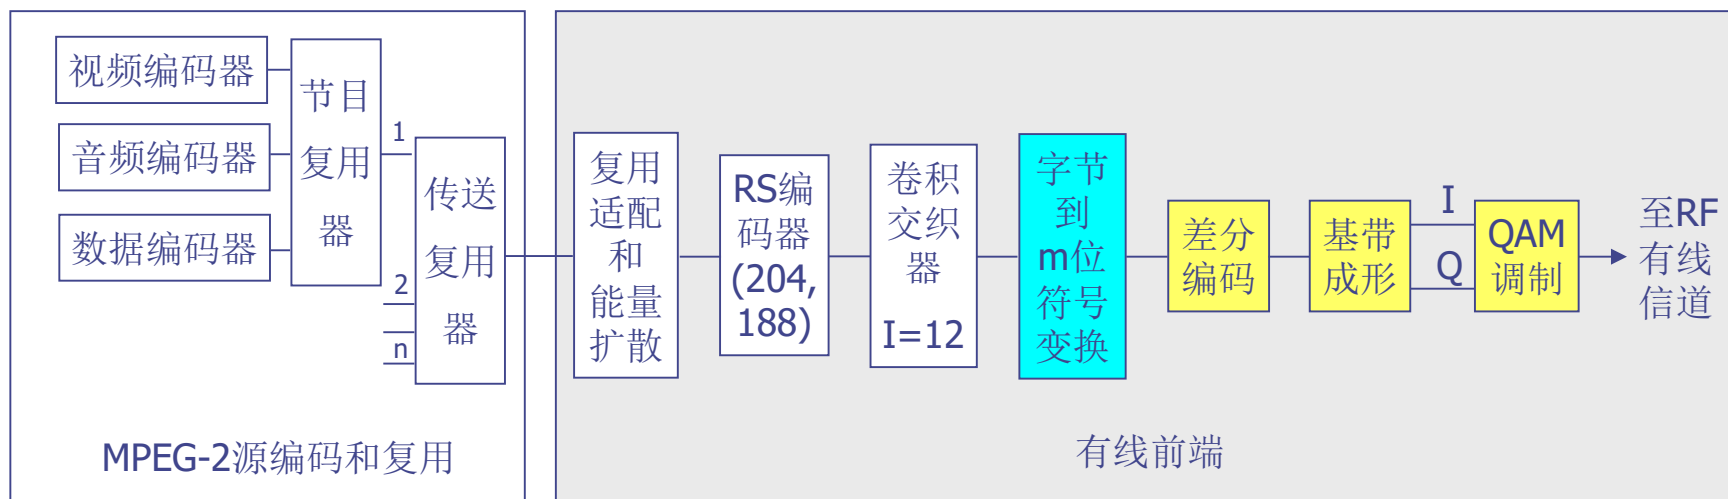 视频编码器
音频编码器
数据编码器
节目
复用
器
1
2
n
传送
复用
器
MPEG-2源编码和复用
复用
适配
和
能量
扩散
RS编
码器
(204,
188)
卷积
交织
器
I=12
字节
到
m位
符号
变换
差分
编码
基带
成形
I
Q
QAM
调制
至RF
有线
信道
有线前端